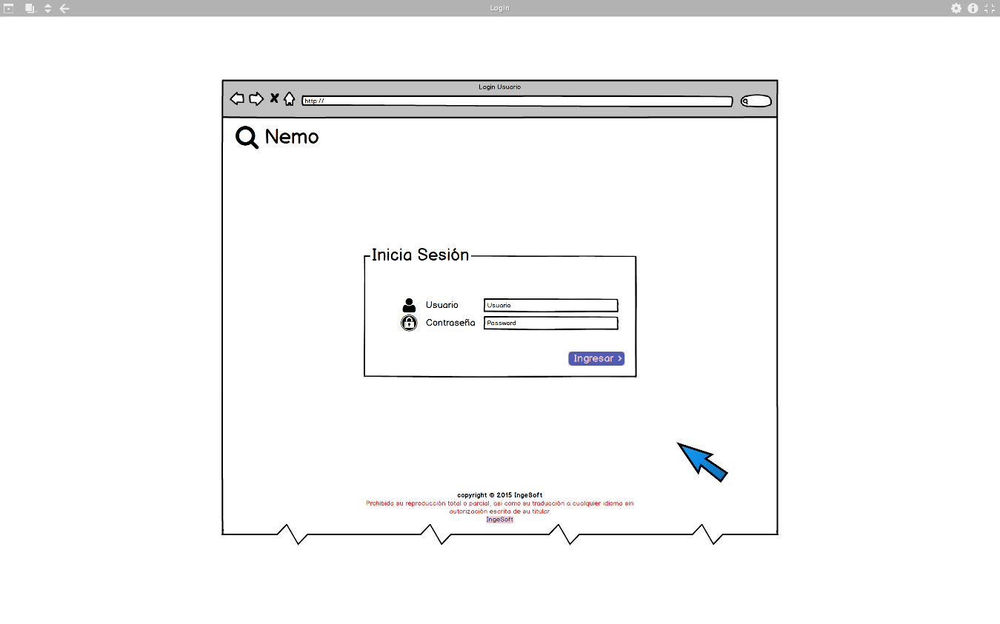 Login
Login Usuario
http://
Nemo
Inicia Sesión
Usuario
Usuario
Contraseña
Password
Ingresar >
copyright © 2015 IngeSoft
Prohibida su reproducción total o parcial, asi como su traducción a cualquier idioma sin
autorización escrita de su titular
IngeSoft